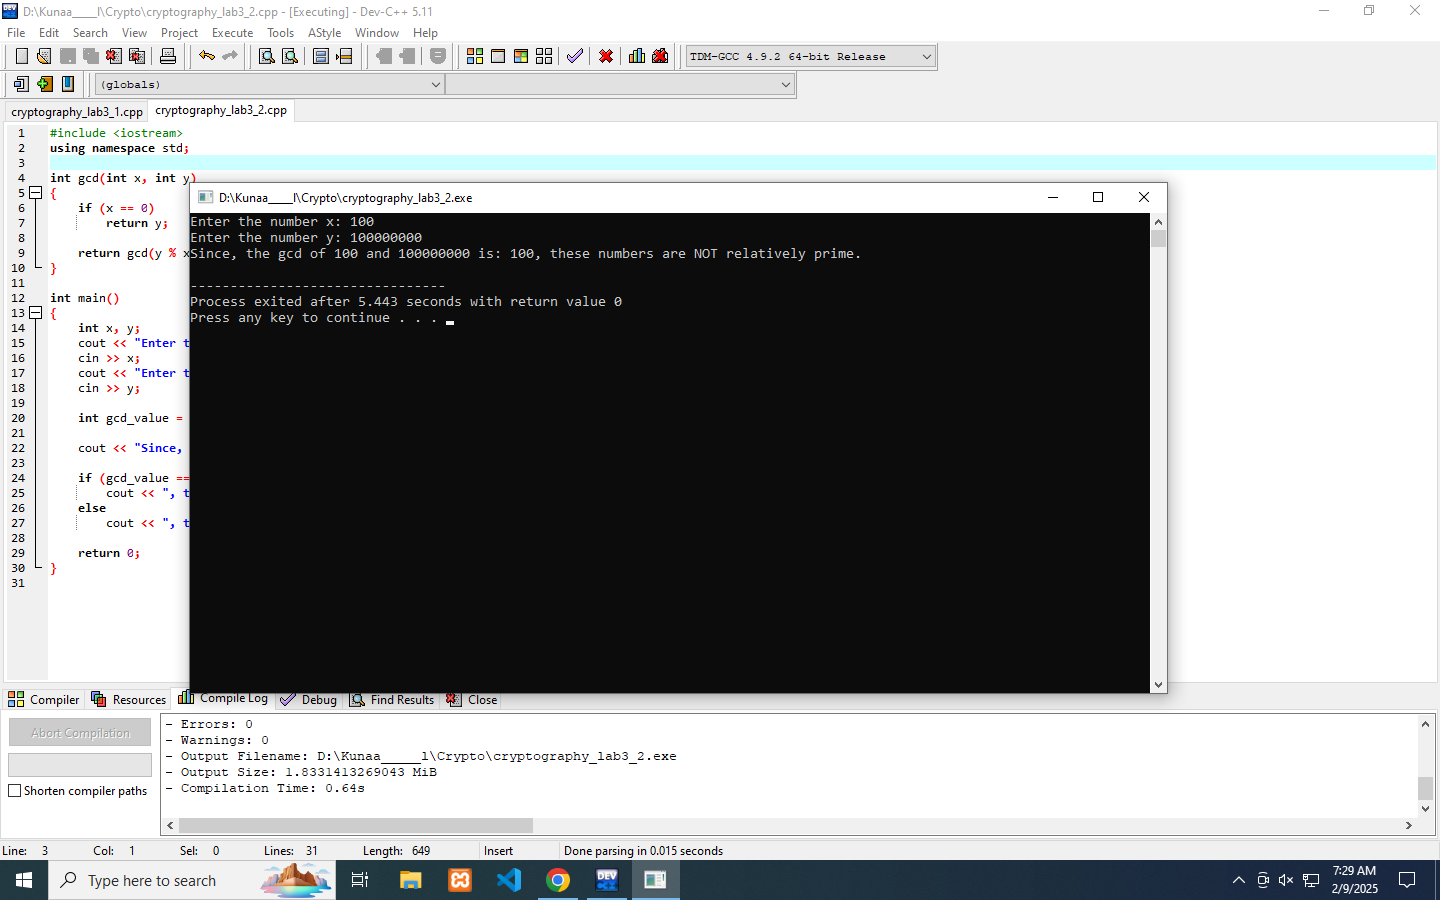 D:\Kunaa____l\Crypto\cryptography_lab3_2.cpp - [Executing] - Dev-C++ 5.11
File Edit Search View Project Execute Tools AStyle Window Help
TDM-GCC 4.9.2 64-bit Release
(globals)
cryptography_lab3_1.cpp cryptography_lab3_2.cpp
1 #include <iostream>
2 using namespace std;
3
4 int gcd(int x, int y)
5 {
6 if (x == 0)
7 return y;
8
9 return gcd(y % x
10 }
11
12 int main()
13 {
14 int x, y;
15 cout << "Enter t
16 cin >> x;
17 cout << "Enter t
18 cin >> y;
19
20 int gcd_value =
21
22 cout << "Since,
23
24 if (gcd_value ==
25 cout << ", t
26 else
27 cout << ", t
28
29 return 0;
30 }
31
D:\Kunaa____l\Crypto\cryptography_lab3_2.exe
Enter the number x: 100
Enter the number y: 100000000
Since, the gcd of 100 and 100000000 is: 100, these numbers are NOT relatively prime.
--------------------------------
Process exited after 5.443 seconds with return value 0
Press any key to continue . . .
Compiler Resources Compile Log Debug Find Results Close
Abort Compilation
Shorten compiler paths
- Errors: 0
- Warnings: 0
- Output Filename: D:\Kunaa_____l\Crypto\cryptography_lab3_2.exe
- Output Size: 1.8331413269043 MiB
- Compilation Time: 0.64s
Line: 3 Col: 1 Sel: 0 Lines: 31 Length: 649 Insert Done parsing in 0.015 seconds
Type here to search
DEV
7:29 AM
2/9/2025